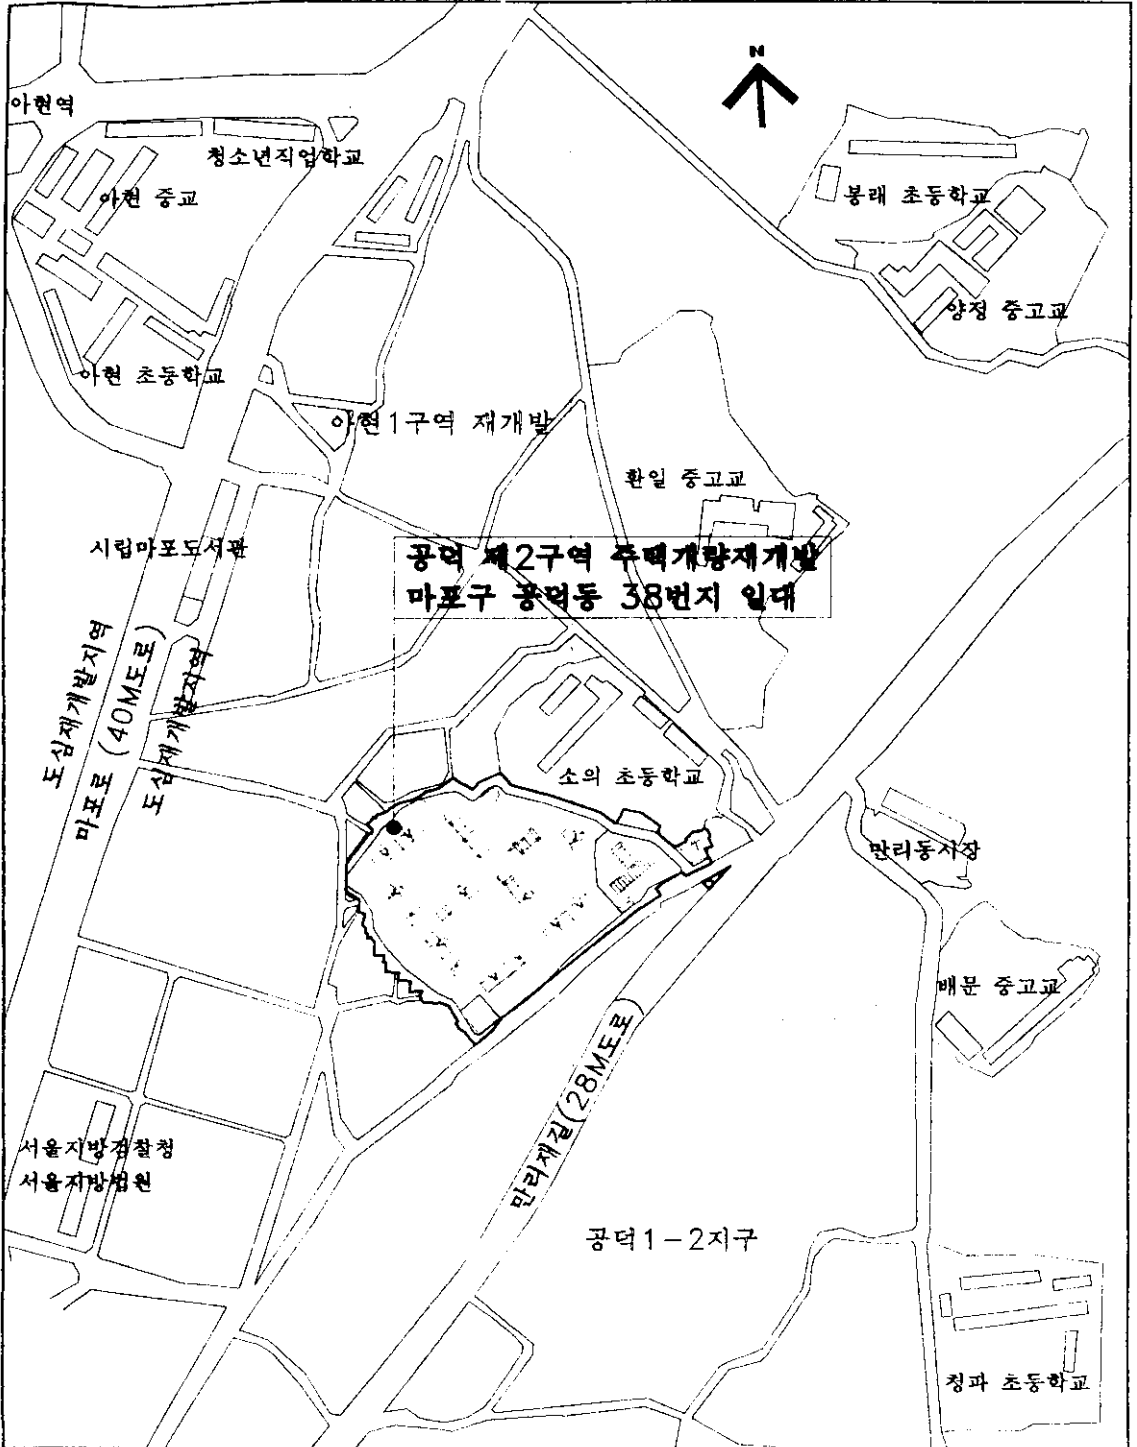 N
아현역
청소년직업학교
아현 중교
봉래 초등학교
양정 중고교
아현 초등학교
아현1구역 재개발
환일 중고교
시립마포도서관
공덕 제2구역 주택개량재개발
마포구 공덕동 38번지 일대
도심재개발지역
마포로 (40M도로)
도심재개발지역
소의 초등학교
만리동시장
배문 중고교
만리재길(28M도로)
서울지방검찰청
서울지방법원
공덕1-2지구
청파 초등학교